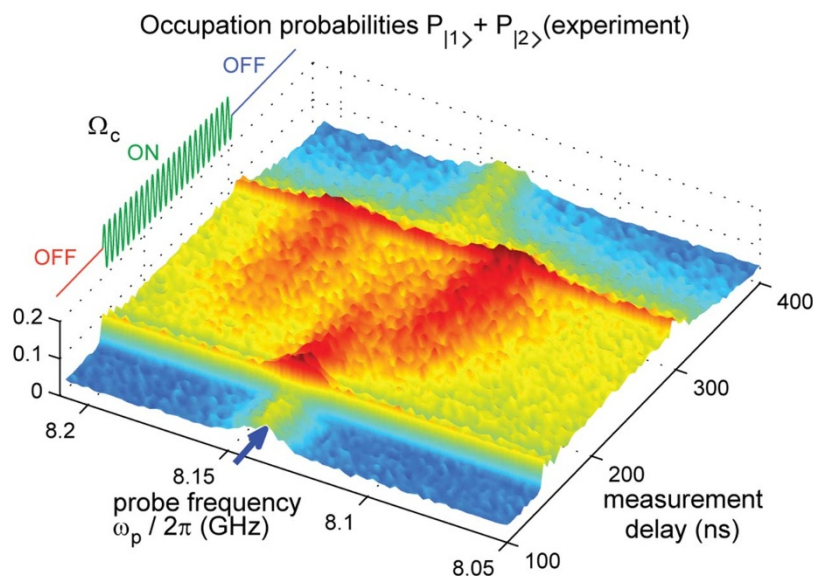 Occupation probabilities P|1> + P|2> (experiment)
OFF
Ωc
ON
OFF
0.2
0.1
0
8.2
8.15
8.1
8.05
probe frequency
ωp / 2π (GHz)
100
200
300
400
measurement
delay (ns)